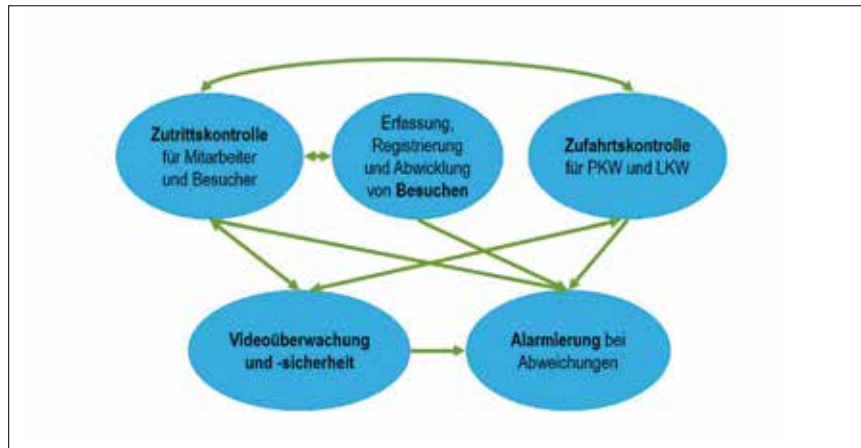 Zutrittskontrolle
für Mitarbeiter
und Besucher
Erfassung,
Registrierung
und Abwicklung
von Besuchen
Zufahrtskontrolle
für PKW und LKW
Videoüberwachung
und -sicherheit
Alarmierung bei
Abweichungen